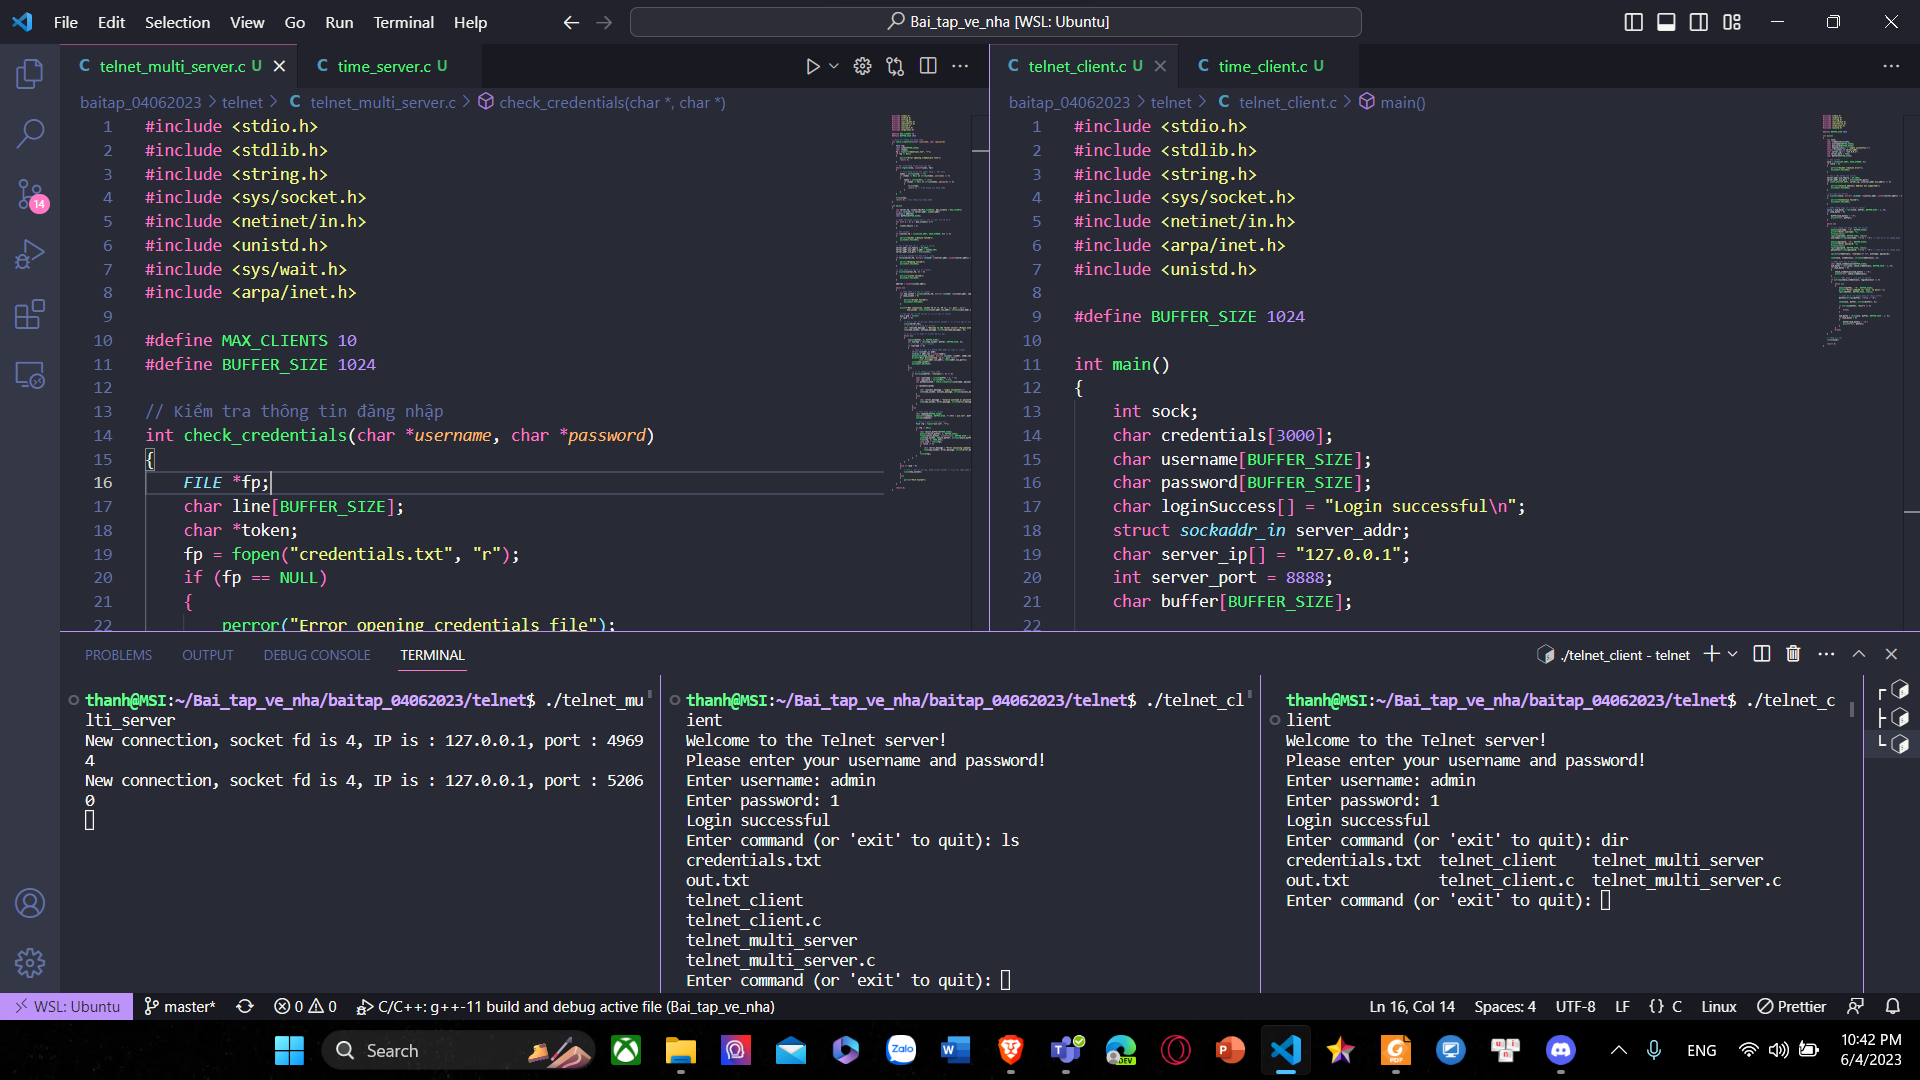 File Edit Selection View Go Run Terminal Help
Bai_tap_ve_nha [WSL: Ubuntu]
C telnet_multi_server.c U
C time_server.c U
C telnet_client.c U
C time_client.c U
baitap_04062023 > telnet > C telnet_multi_server.c > check_credentials(char *, char *)
1 #include <stdio.h>
2 #include <stdlib.h>
3 #include <string.h>
4 #include <sys/socket.h>
5 #include <netinet/in.h>
6 #include <unistd.h>
7 #include <sys/wait.h>
8 #include <arpa/inet.h>
9
10 #define MAX_CLIENTS 10
11 #define BUFFER_SIZE 1024
12
13 // Kiểm tra thông tin đăng nhập
14 int check_credentials(char *username, char *password)
15 {
16 FILE *fp;
17 char line[BUFFER_SIZE];
18 char *token;
19 fp = fopen("credentials.txt", "r");
20 if (fp == NULL)
21 {
22 perror("Error opening credentials file");
baitap_04062023 > telnet > C telnet_client.c > main()
1 #include <stdio.h>
2 #include <stdlib.h>
3 #include <string.h>
4 #include <sys/socket.h>
5 #include <netinet/in.h>
6 #include <arpa/inet.h>
7 #include <unistd.h>
8
9 #define BUFFER_SIZE 1024
10
11 int main()
12 {
13 int sock;
14 char credentials[3000];
15 char username[BUFFER_SIZE];
16 char password[BUFFER_SIZE];
17 char loginSuccess[] = "Login successful\n";
18 struct sockaddr_in server_addr;
19 char server_ip[] = "127.0.0.1";
20 int server_port = 8888;
21 char buffer[BUFFER_SIZE];
22
14
PROBLEMS OUTPUT DEBUG CONSOLE TERMINAL
./telnet_client - telnet
thanh@MSI:~/Bai_tap_ve_nha/baitap_04062023/telnet$ ./telnet_mu
lti_server
New connection, socket fd is 4, IP is : 127.0.0.1, port : 4969
4
New connection, socket fd is 4, IP is : 127.0.0.1, port : 5206
0
thanh@MSI:~/Bai_tap_ve_nha/baitap_04062023/telnet$ ./telnet_cl
ient
Welcome to the Telnet server!
Please enter your username and password!
Enter username: admin
Enter password: 1
Login successful
Enter command (or 'exit' to quit): ls
credentials.txt
out.txt
telnet_client
telnet_client.c
telnet_multi_server
telnet_multi_server.c
Enter command (or 'exit' to quit):
thanh@MSI:~/Bai_tap_ve_nha/baitap_04062023/telnet$ ./telnet_c
lient
Welcome to the Telnet server!
Please enter your username and password!
Enter username: admin
Enter password: 1
Login successful
Enter command (or 'exit' to quit): dir
credentials.txt telnet_client telnet_multi_server
out.txt telnet_client.c telnet_multi_server.c
Enter command (or 'exit' to quit):
WSL: Ubuntu master* 0 0 C/C++: g++-11 build and debug active file (Bai_tap_ve_nha)
Ln 16, Col 14 Spaces: 4 UTF-8 LF {} C Linux Prettier
Search
Zalo
DEV
PDF
ENG
10:42 PM
6/4/2023